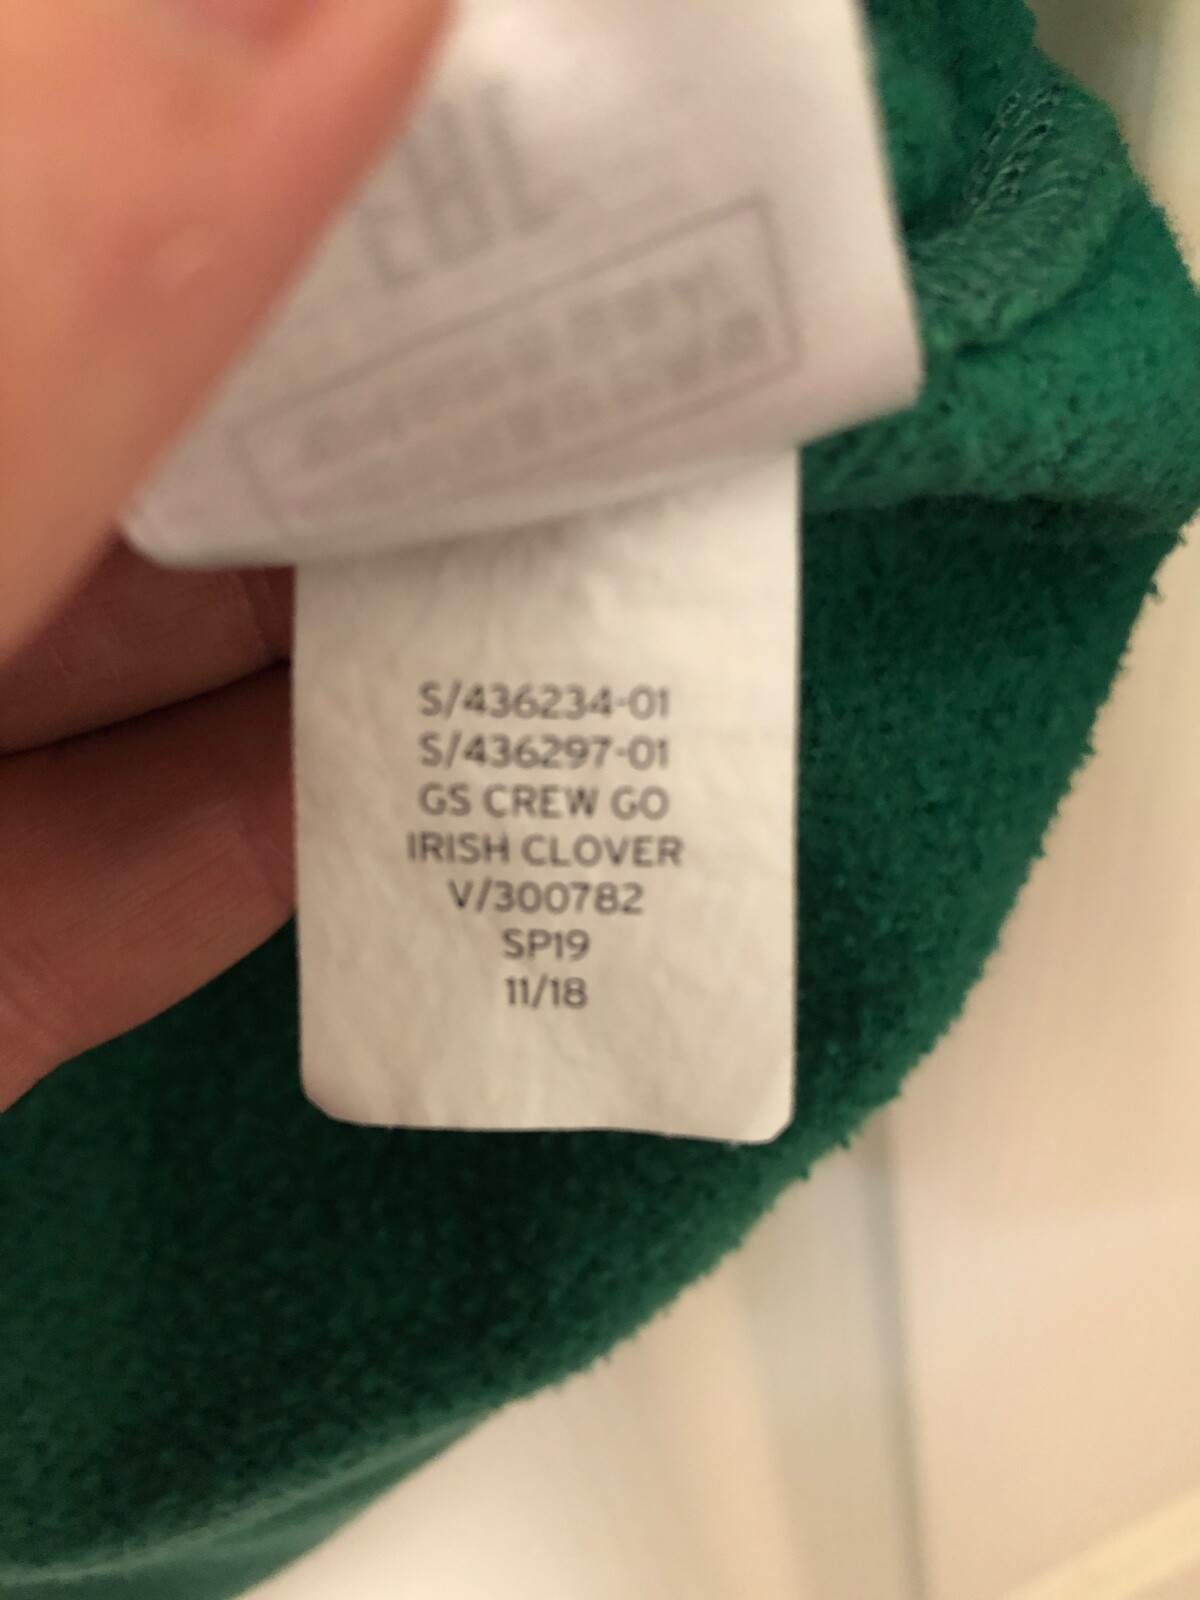 S/436234-01
S/436297-01
GS CREW GO
IRISH CLOVER
V/300782
SP19
11/18